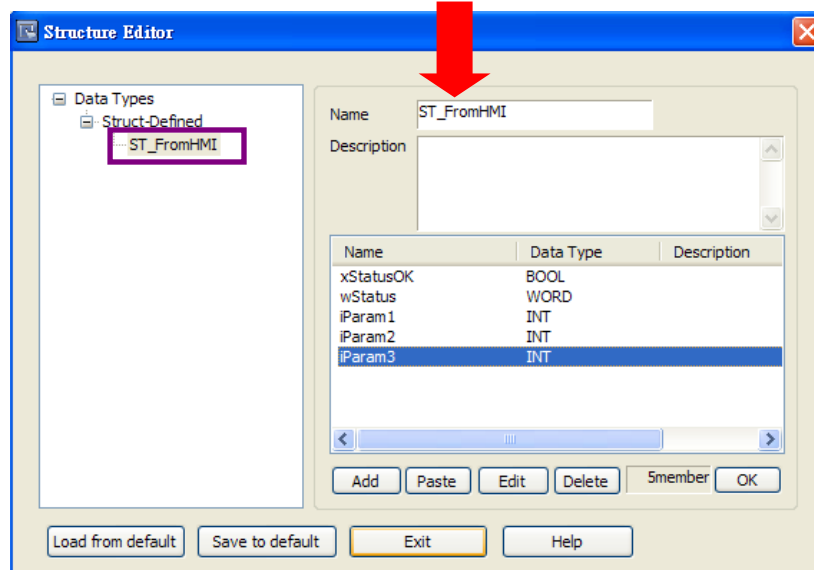 Structure Editor
Data Types
Struct-Defined
ST_FromHMI
Name ST_FromHMI
Description
Name Data Type Description
xStatusOK BOOL
wStatus WORD
iParam1 INT
iParam2 INT
iParam3 INT
Add Paste Edit Delete 5member OK
Load from default Save to default Exit Help